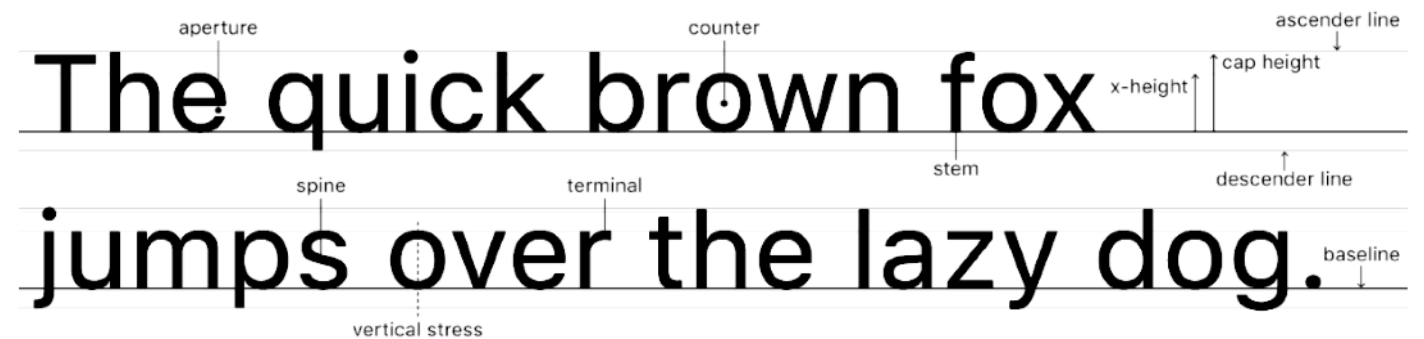 aperture counter ascender line
The quick brown fox x-height cap height
stem descender line
spine terminal
jumps over the lazy dog. baseline
vertical stress